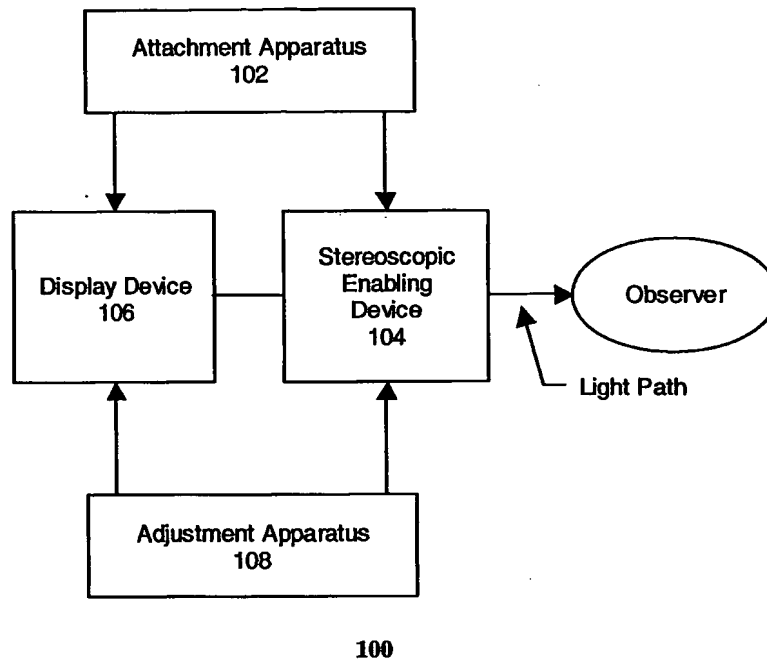 Attachment Apparatus
102
Display Device
106
Stereoscopic
Enabling
Device
104
Observer
Light Path
Adjustment Apparatus
108
100